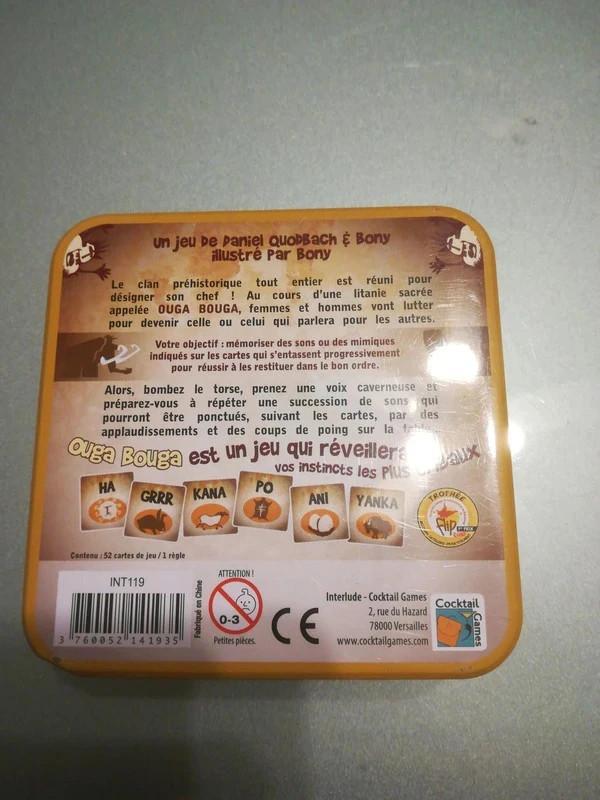 un jeu de Daniel Quodbach & Bony
illustré par Bony
Le clan préhistorique tout entier est réuni pour
désigner son chef ! Au cours d'une litanie sacrée
appelée OUGA BOUGA, femmes et hommes vont lutter
pour devenir celle ou celui qui parlera pour les autres.
Votre objectif : mémoriser des sons ou des mimiques
indiqués sur les cartes qui s'entassent progressivement
pour réussir à les restituer dans le bon ordre.
Alors, bombez le torse, prenez une voix caverneuse et
préparez-vous à répéter une succession de sons qui
pourront être ponctués, suivant les cartes, par des
applaudissements et des coups de poing sur la
Ouga Bouga est un jeu qui réveillera
vos instincts les plus
HA
GRRR
KANA
PO
ANI
YANKA
TROPHÉE
Flip
Contenu : 52 cartes de jeu / 1 règle
INT119
3 760052 141935
Fabriqué en Chine
ATTENTION !
0-3
Petites pièces.
CE
Interlude - Cocktail Games
2, rue du Hazard
78000 Versailles
www.cocktailgames.com
Cocktail
Games